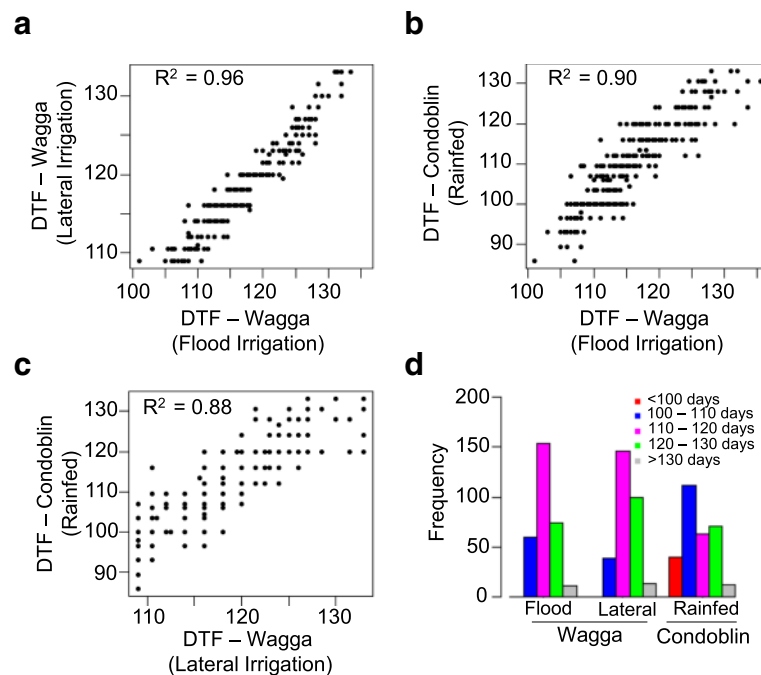 a
R² = 0.96
DTF – Wagga
(Lateral Irrigation)
130
120
110
100 110 120 130
DTF – Wagga
(Flood Irrigation)
b
R² = 0.90
DTF – Condoblin
(Rainfed)
130
120
110
100
90
100 110 120 130
DTF – Wagga
(Flood Irrigation)
c
R² = 0.88
DTF – Condoblin
(Rainfed)
130
120
110
100
90
110 120 130
DTF – Wagga
(Lateral Irrigation)
d
Frequency
200
150
100
50
0
<100 days
100 – 110 days
110 – 120 days
120 – 130 days
>130 days
Flood Lateral Rainfed
Wagga Condoblin